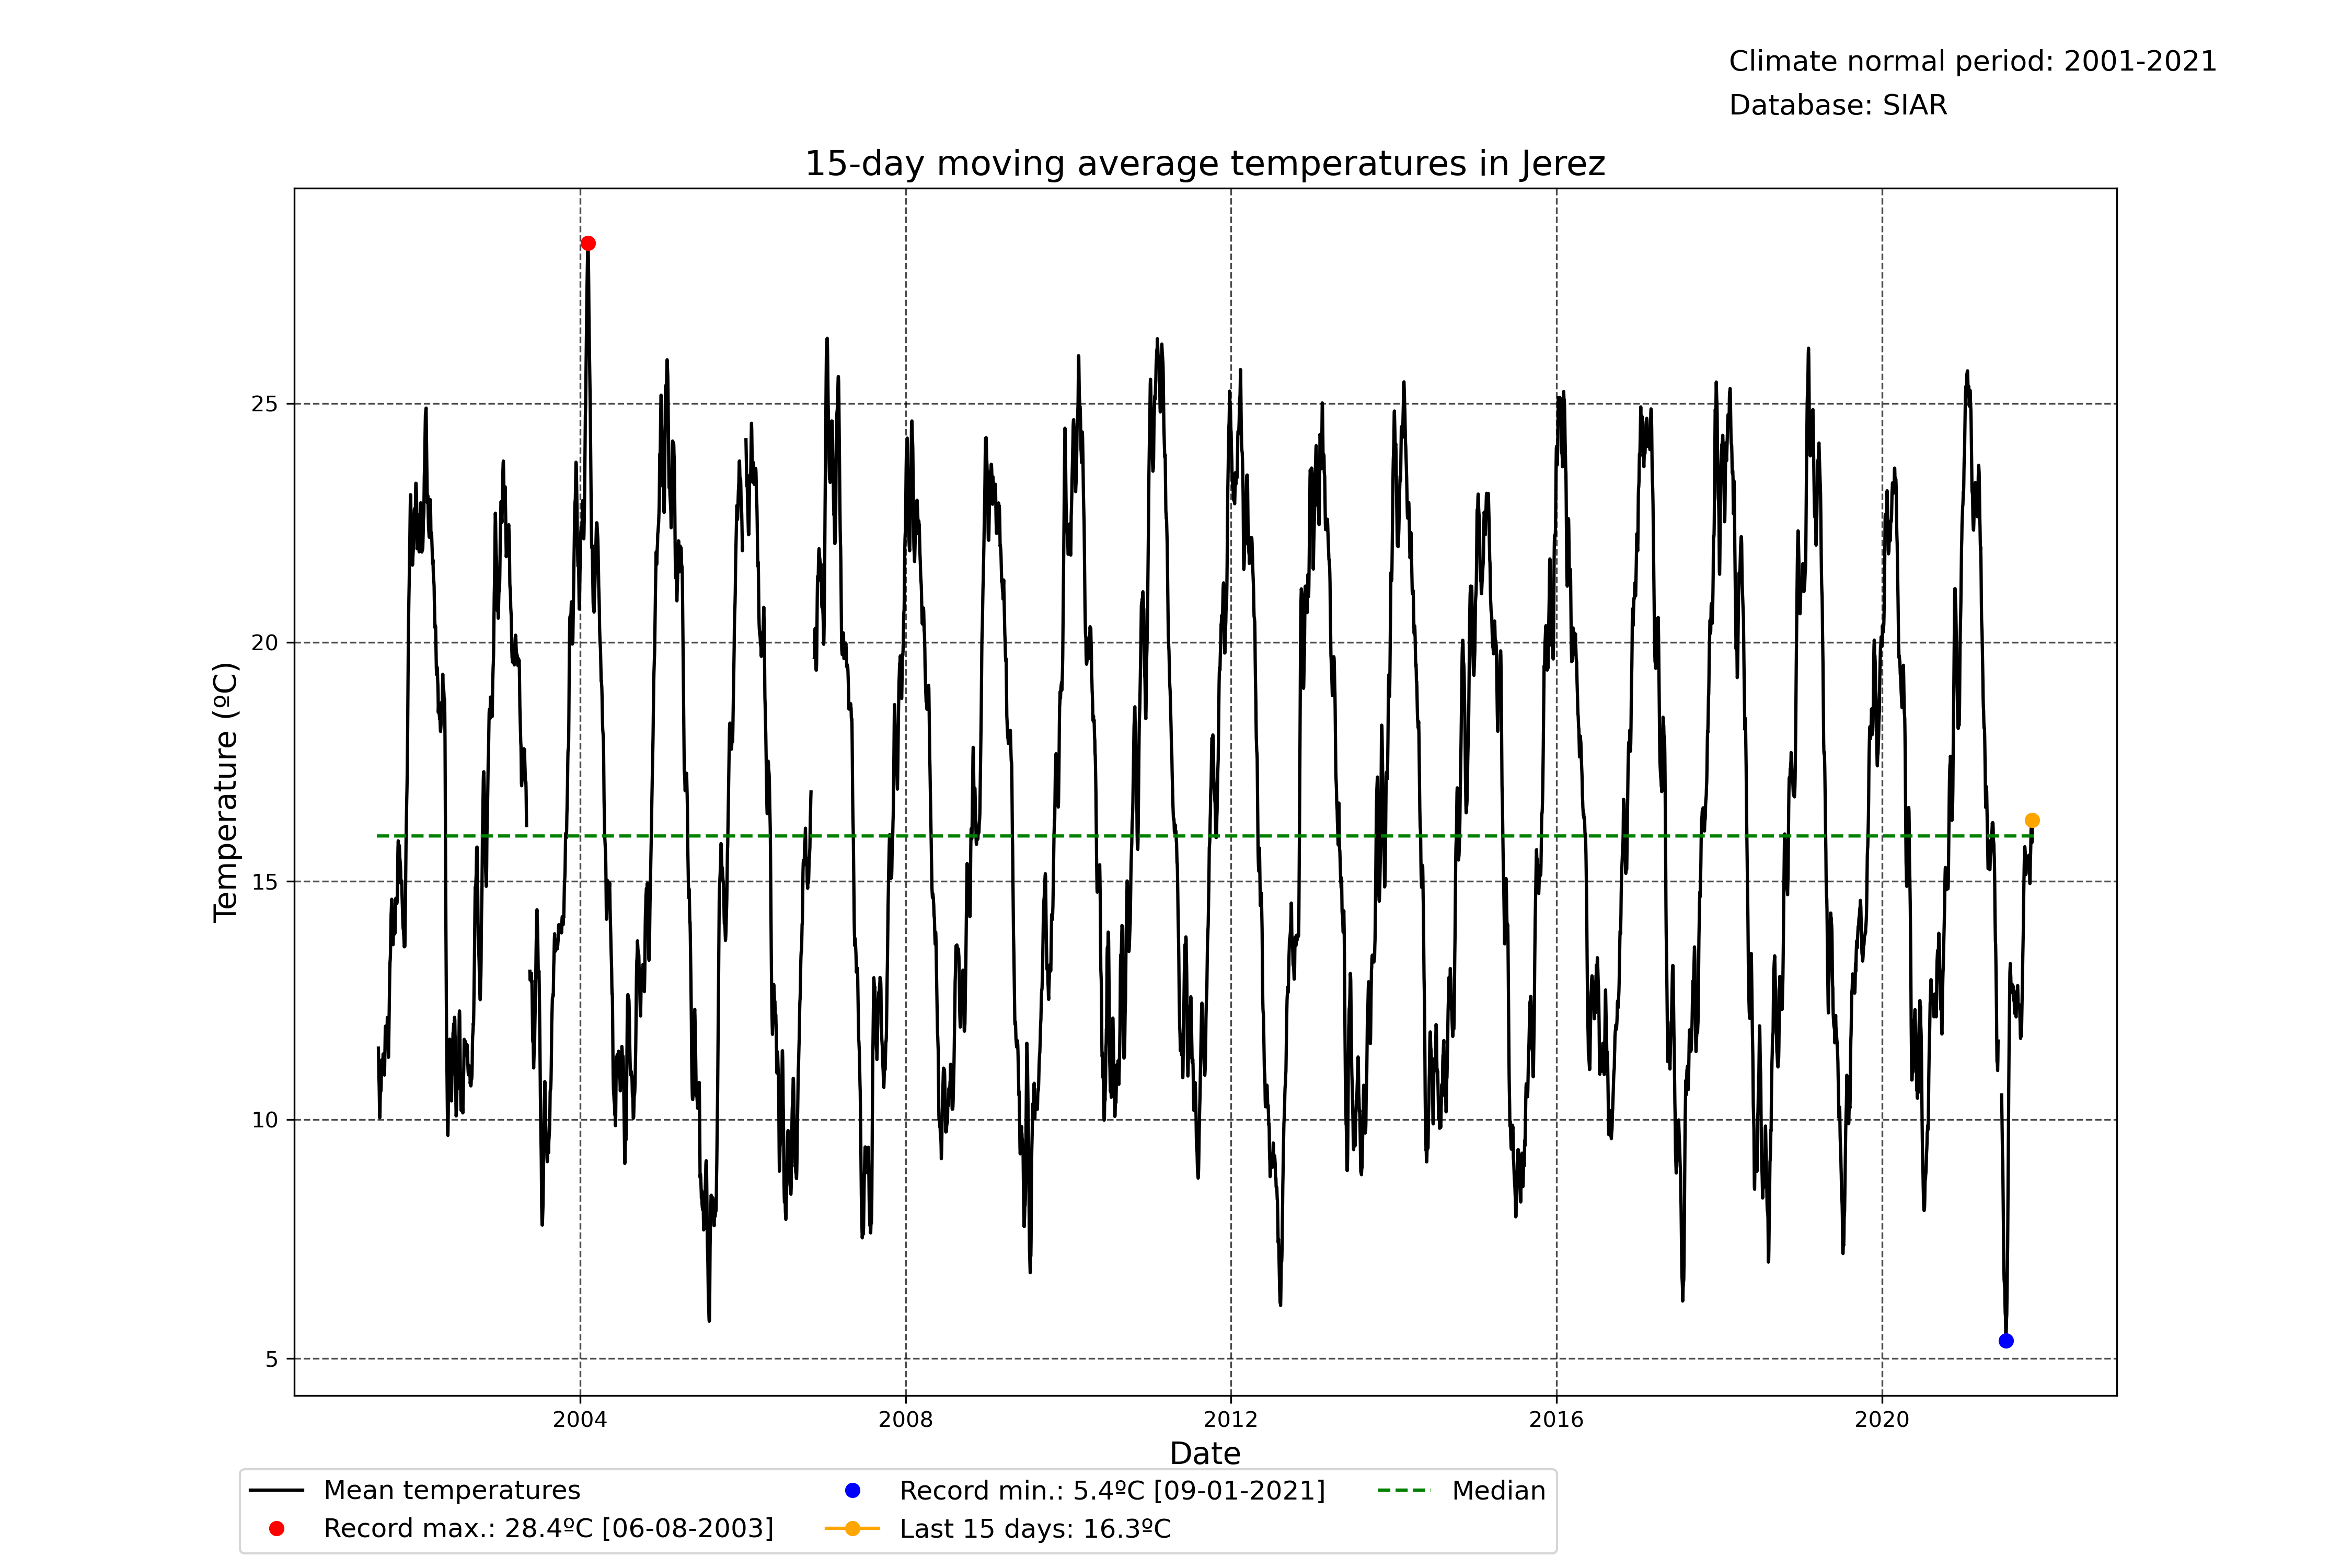 Climate normal period: 2001-2021
Database: SIAR
15-day moving average temperatures in Jerez
Temperature (ºC)
25
20
15
10
5
2004 2008 2012 2016 2020
Date
Mean temperatures
Record max.: 28.4ºC [06-08-2003]
Record min.: 5.4ºC [09-01-2021]
Last 15 days: 16.3ºC
Median